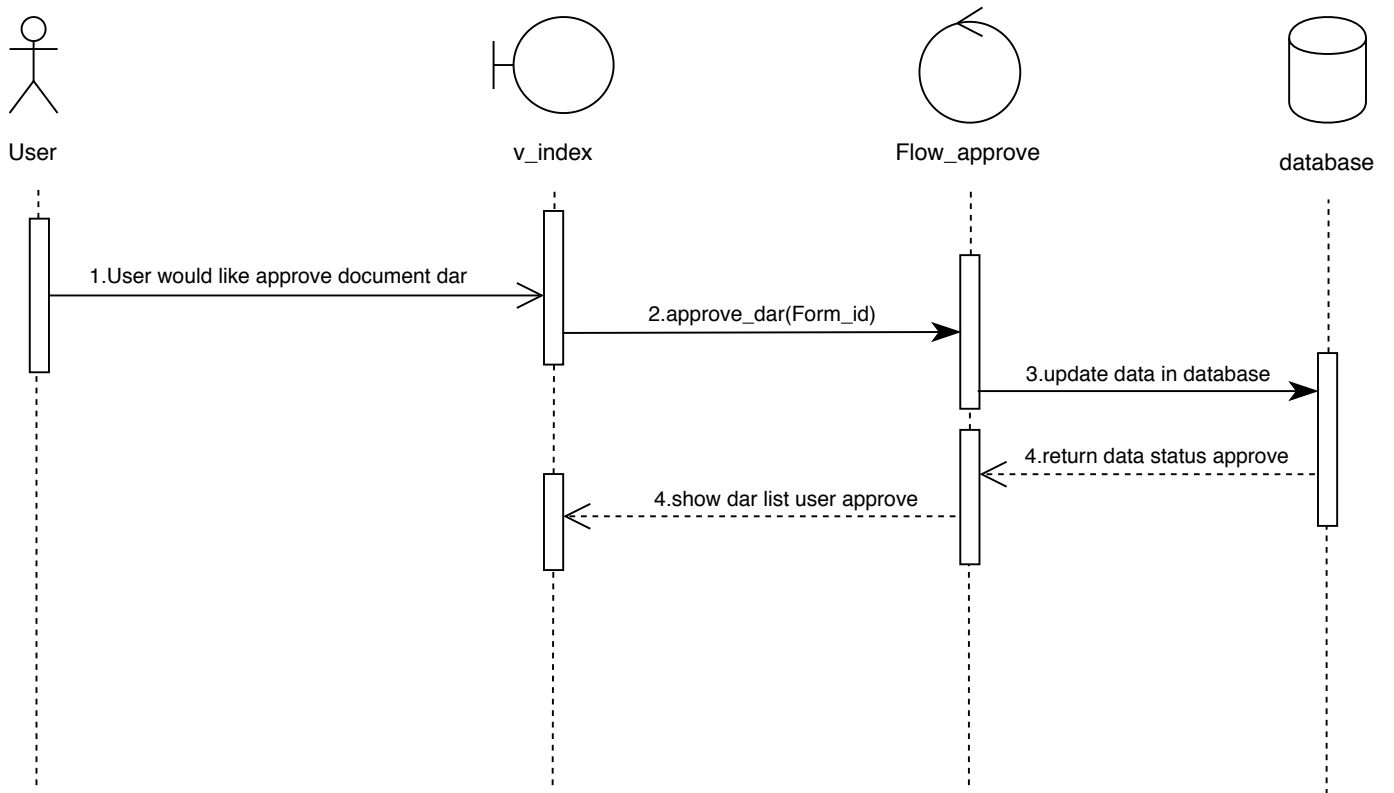 User
v_index
Flow_approve
database
1.User would like approve document dar
2.approve_dar(Form_id)
3.update data in database
4.return data status approve
4.show dar list user approve